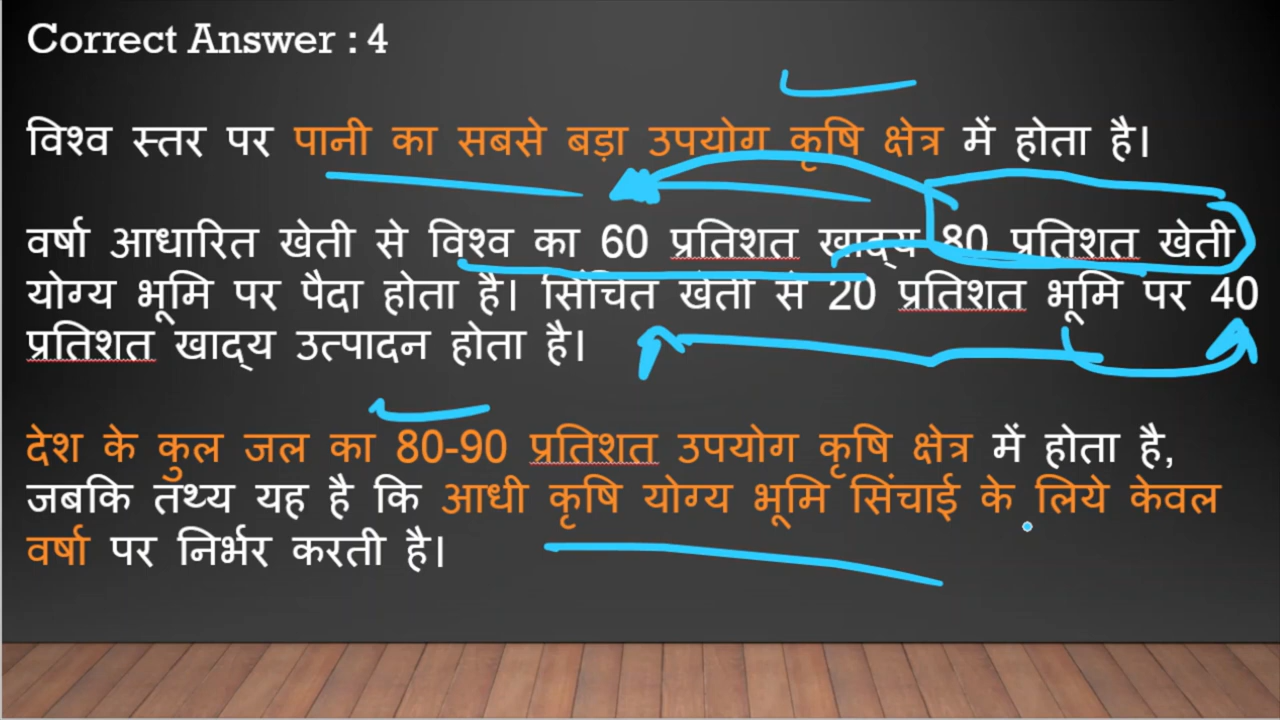 Correct Answer : 4
विश्व स्तर पर पानी का सबसे बड़ा उपयोग कृषि क्षेत्र में होता है।
वर्षा आधारित खेती से विश्व का 60 प्रतिशत खाद्य 80 प्रतिशत खेती
योग्य भूमि पर पैदा होता है। सिंचित खेती से 20 प्रतिशत भूमि पर 40
प्रतिशत खाद्य उत्पादन होता है।
देश के कुल जल का 80-90 प्रतिशत उपयोग कृषि क्षेत्र में होता है,
जबकि तथ्य यह है कि आधी कृषि योग्य भूमि सिंचाई के लिये केवल
वर्षा पर निर्भर करती है।